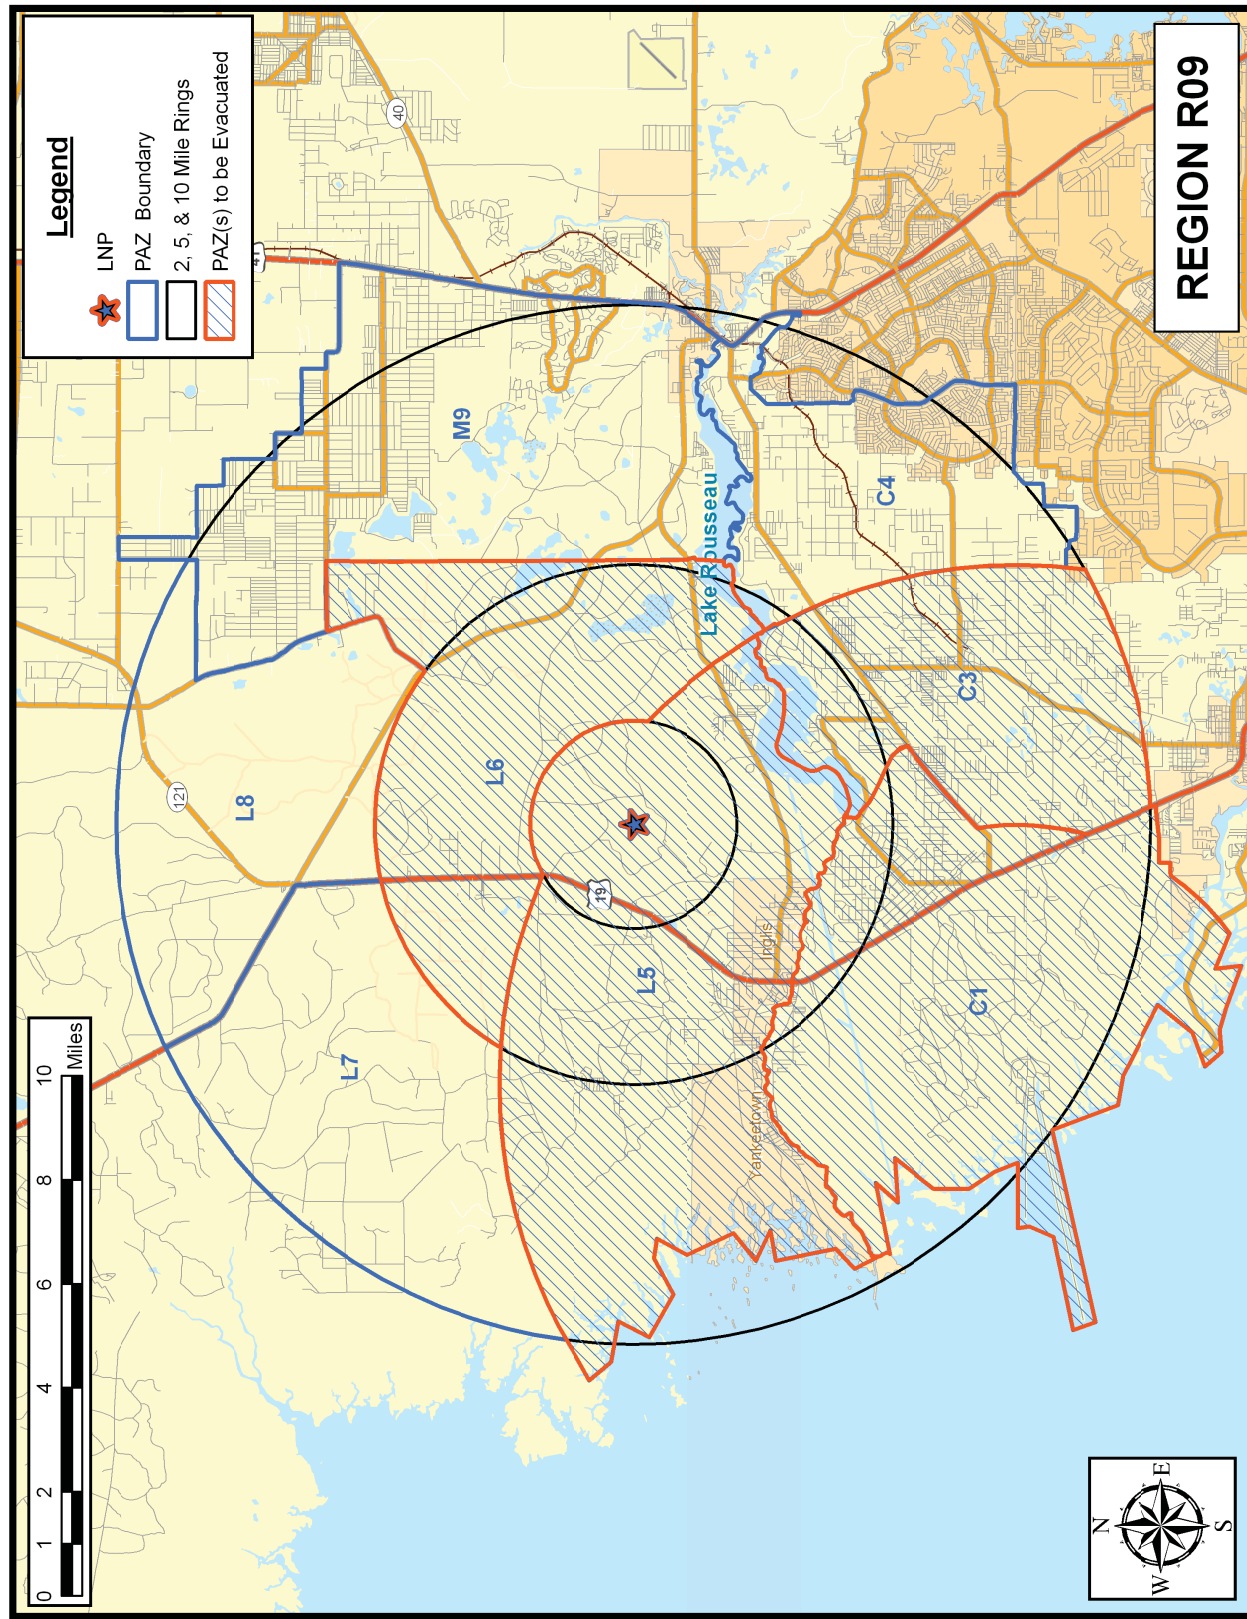 Legend
LNP
PAZ Boundary
2, 5, & 10 Mile Rings
PAZ(s) to be Evacuated
REGION R09
0 1 2 4 6 8 10
Miles
40
41
121
19
L8
L7
L6
L5
M9
C4
C3
C1
Lake Rousseau
Inglis
Yankeetown
N
W E
S